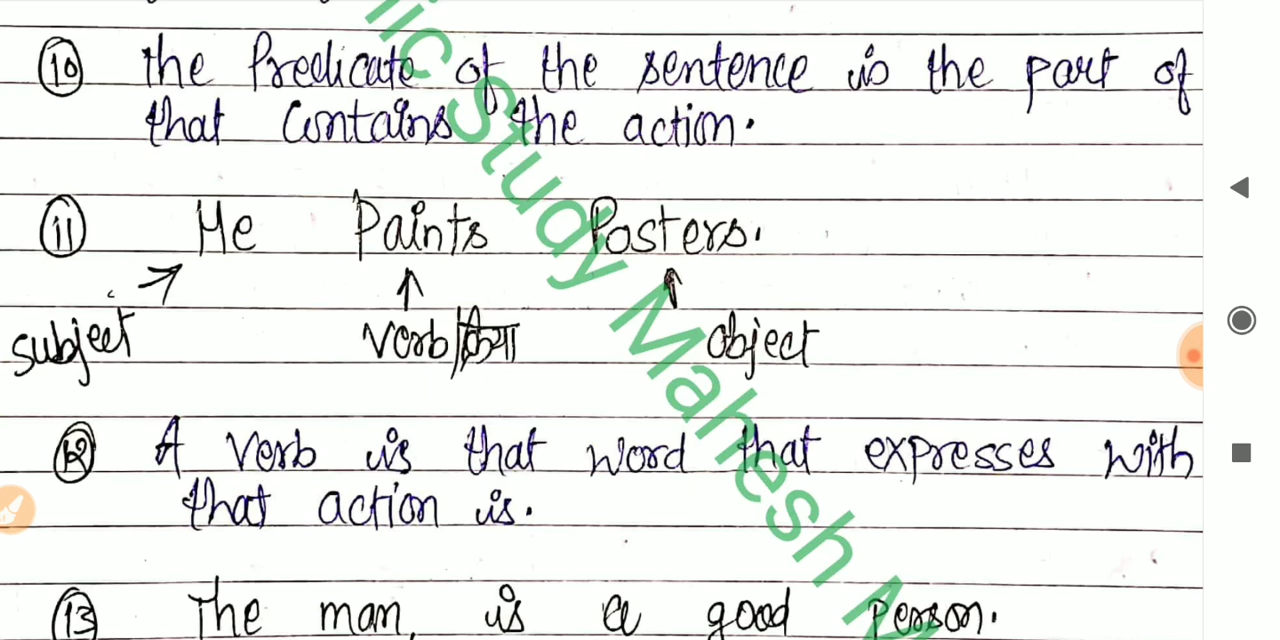 (10) the Predicate of the sentence is the part of
that contains the action.
(11) He Paints Posters.
subject verb/क्रिया object
(12) A verb is that word that expresses with
that action is.
(13) The man, is a good person.
Study Mahesh